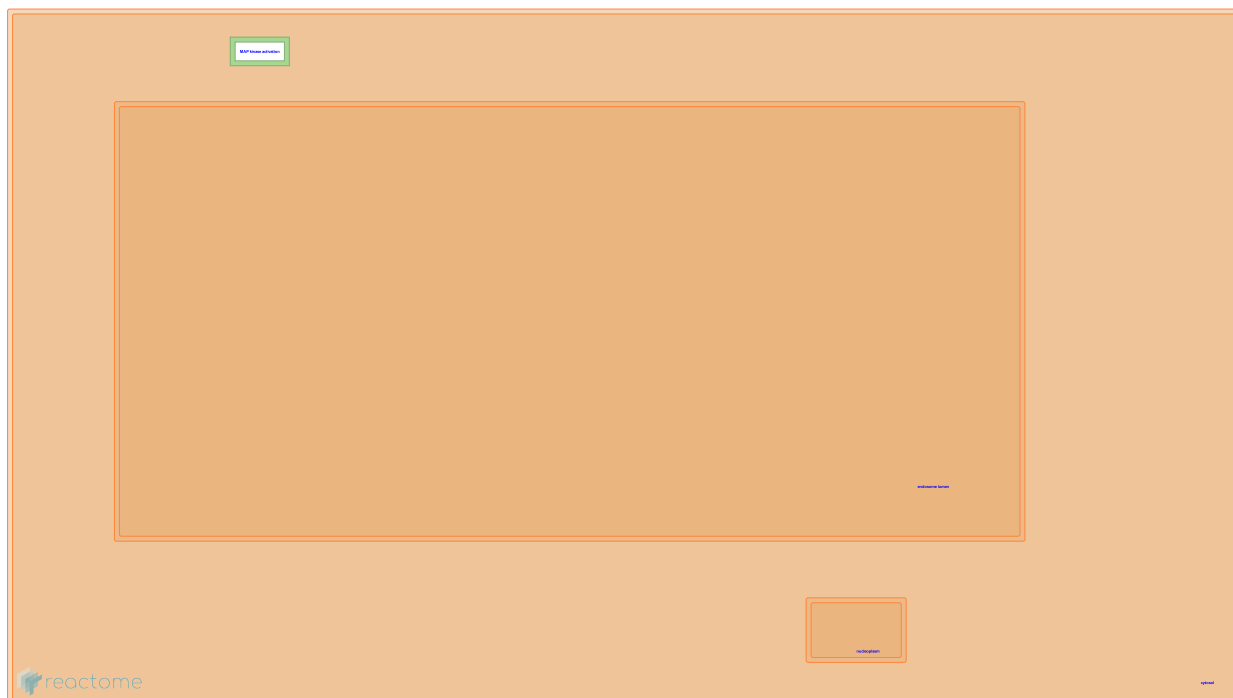 MAP kinase activation
endosome lumen
nucleoplasm
reactome
cytosol